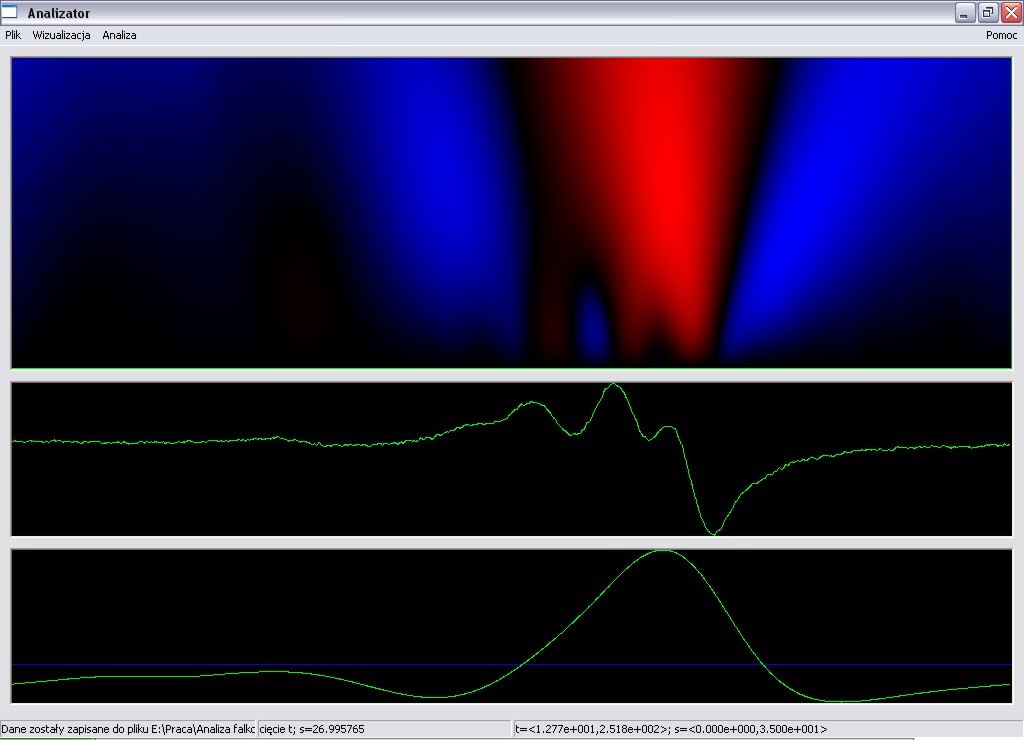 Analizator
Plik Wizualizacja Analiza Pomoc
Dane zostały zapisane do pliku E:\Praca\Analiza falko cięcie t; s=26.995765 t=<1.277e+001,2.518e+002>; s=<0.000e+000,3.500e+001>